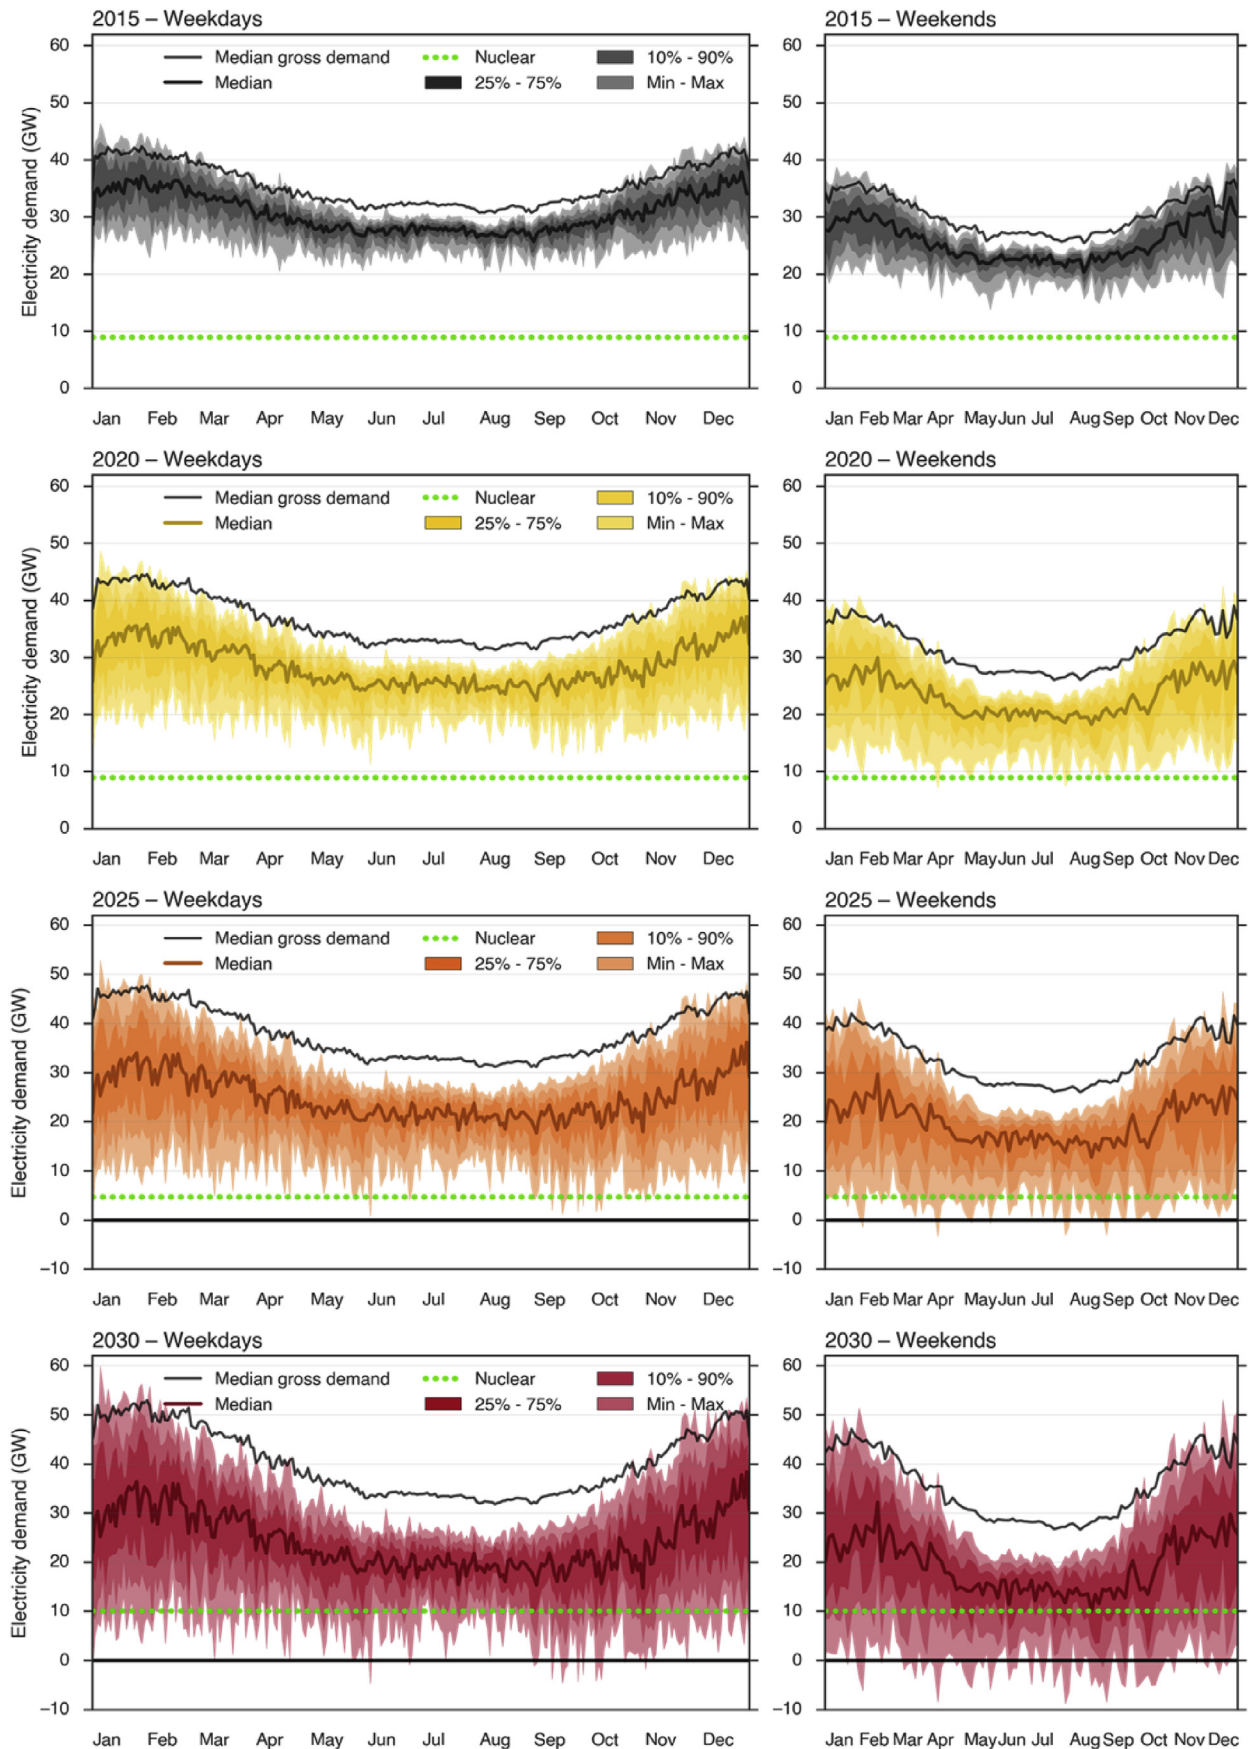 2015 – Weekdays
2015 – Weekends
Median gross demand
Nuclear
10% - 90%
Median
25% - 75%
Min - Max
Electricity demand (GW)
60
50
40
30
20
10
0
60
50
40
30
20
10
0
Jan Feb Mar Apr May Jun Jul Aug Sep Oct Nov Dec
Jan Feb Mar Apr May Jun Jul Aug Sep Oct Nov Dec
2020 – Weekdays
2020 – Weekends
Median gross demand
Nuclear
10% - 90%
Median
25% - 75%
Min - Max
Electricity demand (GW)
60
50
40
30
20
10
0
60
50
40
30
20
10
0
Jan Feb Mar Apr May Jun Jul Aug Sep Oct Nov Dec
Jan Feb Mar Apr May Jun Jul Aug Sep Oct Nov Dec
2025 – Weekdays
2025 – Weekends
Median gross demand
Nuclear
10% - 90%
Median
25% - 75%
Min - Max
Electricity demand (GW)
60
50
40
30
20
10
0
−10
60
50
40
30
20
10
0
−10
Jan Feb Mar Apr May Jun Jul Aug Sep Oct Nov Dec
Jan Feb Mar Apr May Jun Jul Aug Sep Oct Nov Dec
2030 – Weekdays
2030 – Weekends
Median gross demand
Nuclear
10% - 90%
Median
25% - 75%
Min - Max
Electricity demand (GW)
60
50
40
30
20
10
0
−10
60
50
40
30
20
10
0
−10
Jan Feb Mar Apr May Jun Jul Aug Sep Oct Nov Dec
Jan Feb Mar Apr May Jun Jul Aug Sep Oct Nov Dec